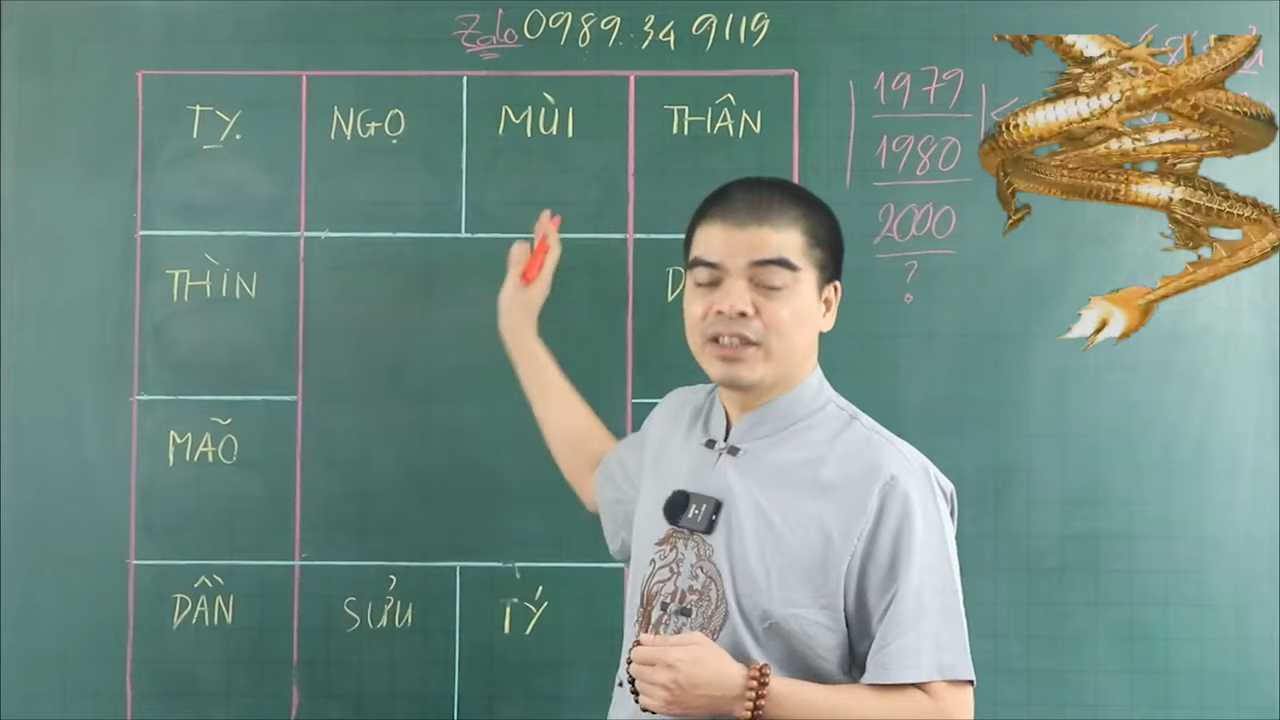 Zalo 0989.34 9119
TỴ NGỌ MÙI THÂN
1979
1980
THÌN
2000
?
MÃO
DẦN SỬU TÝ